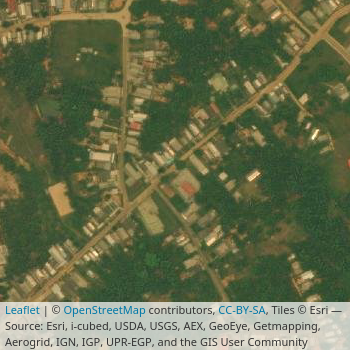 Leaflet | © OpenStreetMap contributors, CC-BY-SA, Tiles © Esri —
Source: Esri, i-cubed, USDA, USGS, AEX, GeoEye, Getmapping,
Aerogrid, IGN, IGP, UPR-EGP, and the GIS User Community